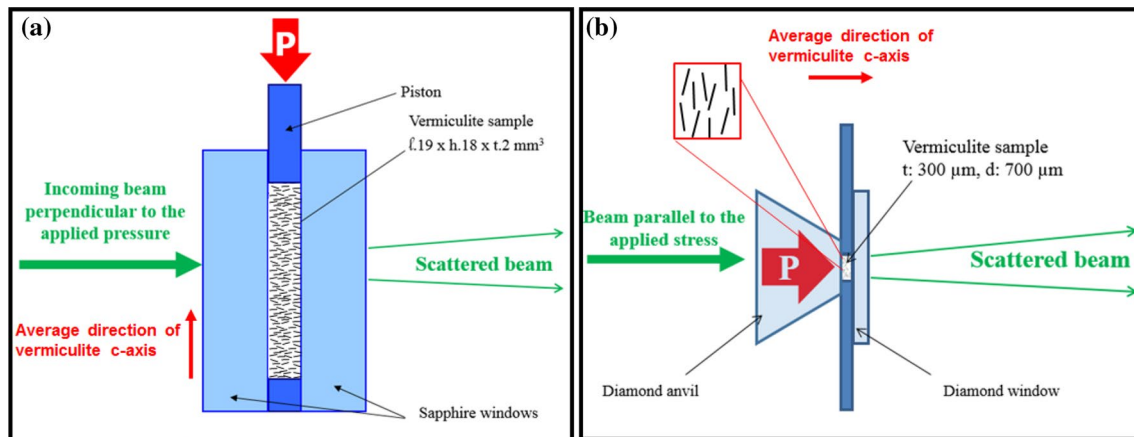 (a)
P
Piston
Vermiculite sample
ℓ.19 x h.18 x t.2 mm³
Incoming beam
perpendicular to the
applied pressure
Scattered beam
Average direction of
vermiculite c-axis
Sapphire windows
(b)
Average direction of
vermiculite c-axis
Vermiculite sample
t: 300 µm, d: 700 µm
Beam parallel to the
applied stress
P
Scattered beam
Diamond anvil
Diamond window